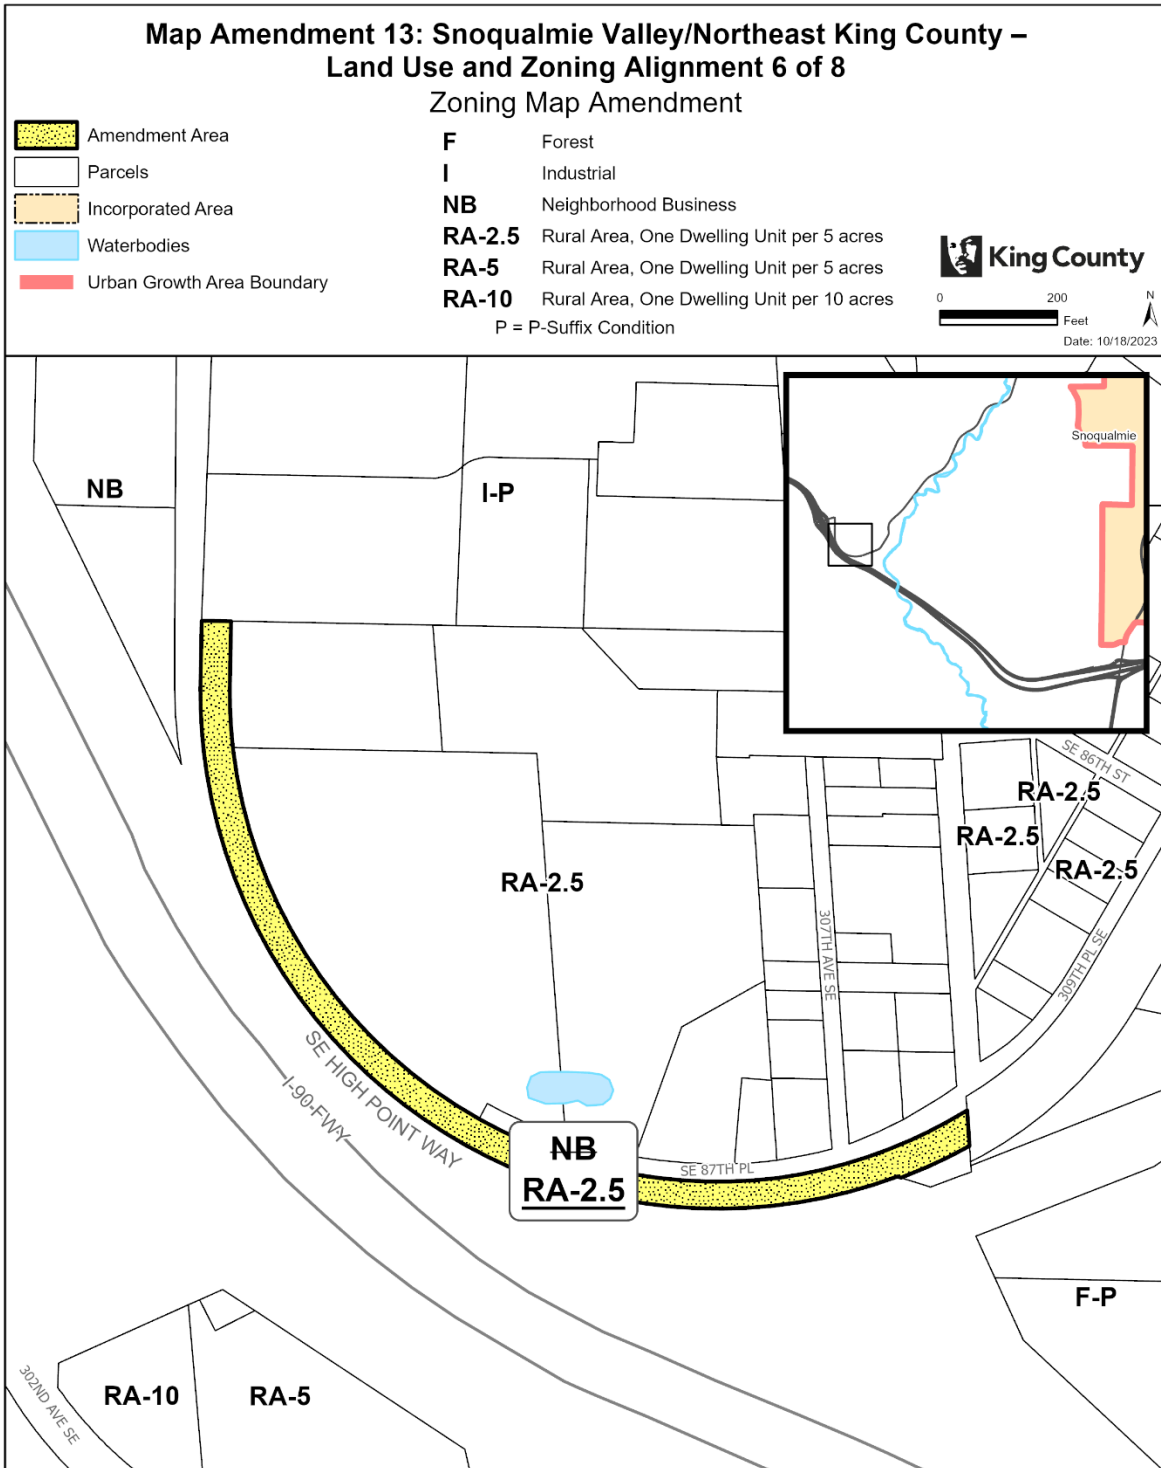 Map Amendment 13: Snoqualmie Valley/Northeast King County –
Land Use and Zoning Alignment 6 of 8
Zoning Map Amendment
Amendment Area
Parcels
Incorporated Area
Waterbodies
Urban Growth Area Boundary
F Forest
I Industrial
NB Neighborhood Business
RA-2.5 Rural Area, One Dwelling Unit per 5 acres
RA-5 Rural Area, One Dwelling Unit per 5 acres
RA-10 Rural Area, One Dwelling Unit per 10 acres
P = P-Suffix Condition
King County
0 200
Feet
N
Date: 10/18/2023
Snoqualmie
NB
I-P
SE 86TH ST
RA-2.5
RA-2.5
RA-2.5
RA-2.5
307TH AVE SE
309TH PL SE
SE HIGH POINT WAY
I-90-FWY
NB
RA-2.5
SE 87TH PL
F-P
302ND AVE SE
RA-10
RA-5